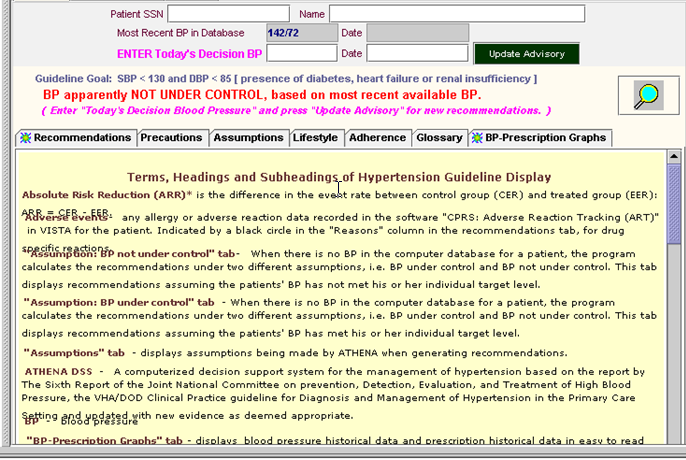 Patient SSN Name
Most Recent BP in Database 142/72 Date
ENTER Today's Decision BP Date Update Advisory
Guideline Goal: SBP < 130 and DBP < 85 [ presence of diabetes, heart failure or renal insufficiency ]
BP apparently NOT UNDER CONTROL, based on most recent available BP.
( Enter "Today's Decision Blood Pressure" and press "Update Advisory" for new recommendations. )
Recommendations Precautions Assumptions Lifestyle Adherence Glossary BP-Prescription Graphs
Terms, Headings and Subheadings of Hypertension Guideline Display
Absolute Risk Reduction (ARR)* is the difference in the event rate between control group (CER) and treated group (EER):
ARR = CER - EER.
Adverse events- any allergy or adverse reaction data recorded in the software "CPRS: Adverse Reaction Tracking (ART)"
in VISTA for the patient. Indicated by a black circle in the "Reasons" column in the recommendations tab, for drug
specific reactions.
"Assumption: BP not under control" tab- When there is no BP in the computer database for a patient, the program
calculates the recommendations under two different assumptions, i.e. BP under control and BP not under control. This tab
displays recommendations assuming the patients' BP has not met his or her individual target level.
"Assumption: BP under control" tab - When there is no BP in the computer database for a patient, the program
calculates the recommendations under two different assumptions, i.e. BP under control and BP not under control. This tab
displays recommendations assuming the patients' BP has met his or her individual target level.
"Assumptions" tab - displays assumptions being made by ATHENA when generating recommendations.
ATHENA DSS - A computerized decision support system for the management of hypertension based on the report by
The Sixth Report of the Joint National Committee on prevention, Detection, Evaluation, and Treatment of High Blood
Pressure, the VHA/DOD Clinical Practice guideline for Diagnosis and Management of Hypertension in the Primary Care
Setting and updated with new evidence as deemed appropriate.
BP - blood pressure
"BP-Prescription Graphs" tab - displays blood pressure historical data and prescription historical data in easy to read